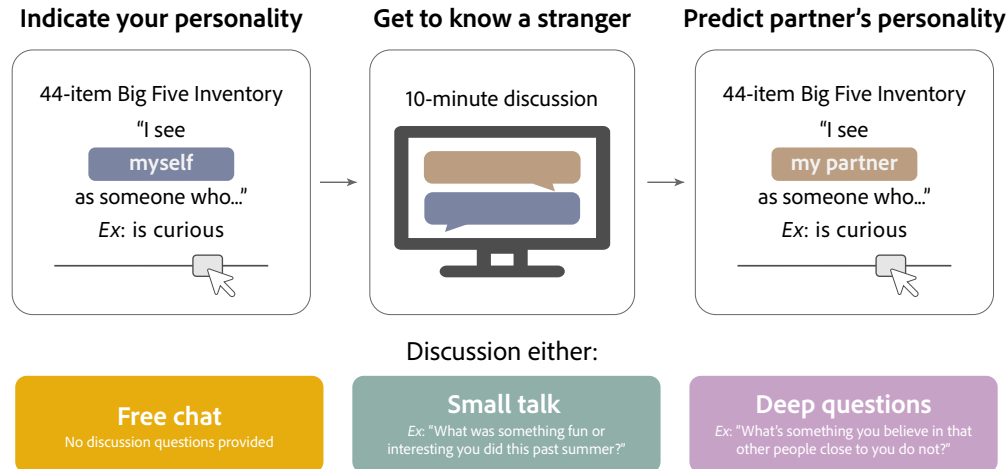 Indicate your personality
44-item Big Five Inventory
“I see
myself
as someone who...”
Ex: is curious
Get to know a stranger
10-minute discussion
Predict partner’s personality
44-item Big Five Inventory
“I see
my partner
as someone who...”
Ex: is curious
Discussion either:
Free chat
No discussion questions provided
Small talk
Ex: “What was something fun or
interesting you did this past summer?”
Deep questions
Ex: “What’s something you believe in that
other people close to you do not?”